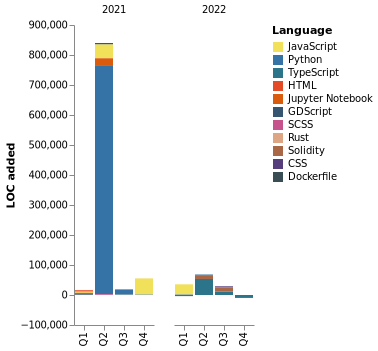 2021 2022
900,000
800,000
700,000
600,000
500,000
400,000
300,000
200,000
100,000
0
−100,000
LOC added
Q1 Q2 Q3 Q4 Q1 Q2 Q3 Q4
Language
JavaScript
Python
TypeScript
HTML
Jupyter Notebook
GDScript
SCSS
Rust
Solidity
CSS
Dockerfile